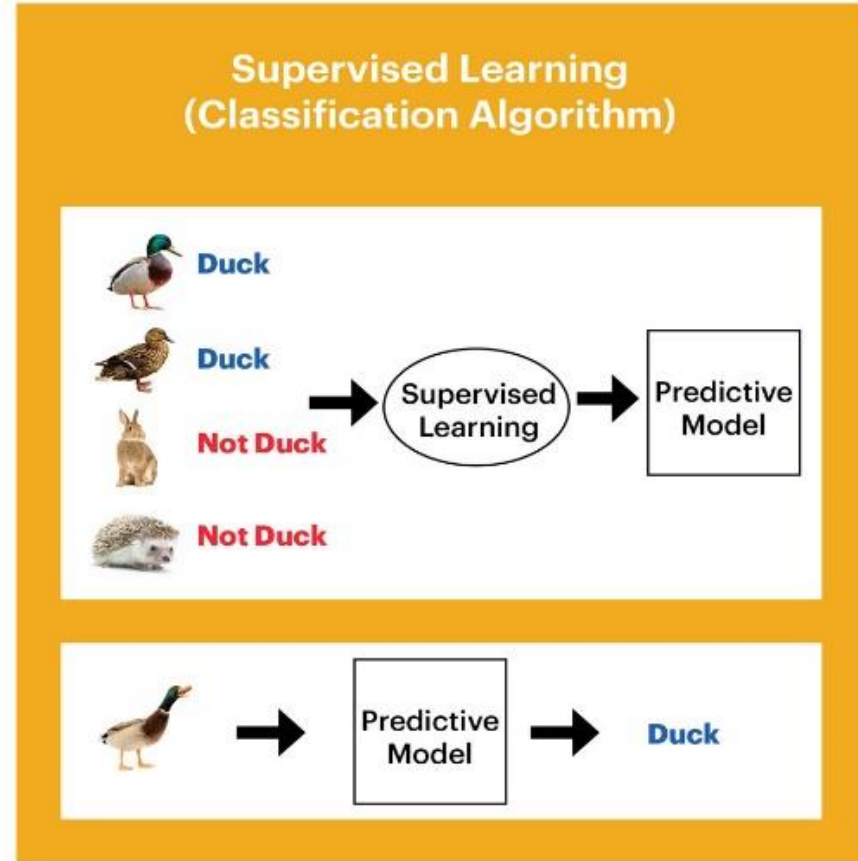 Supervised Learning
(Classification Algorithm)
Duck
Duck
Not Duck
Not Duck
Supervised
Learning
Predictive
Model
Predictive
Model
Duck